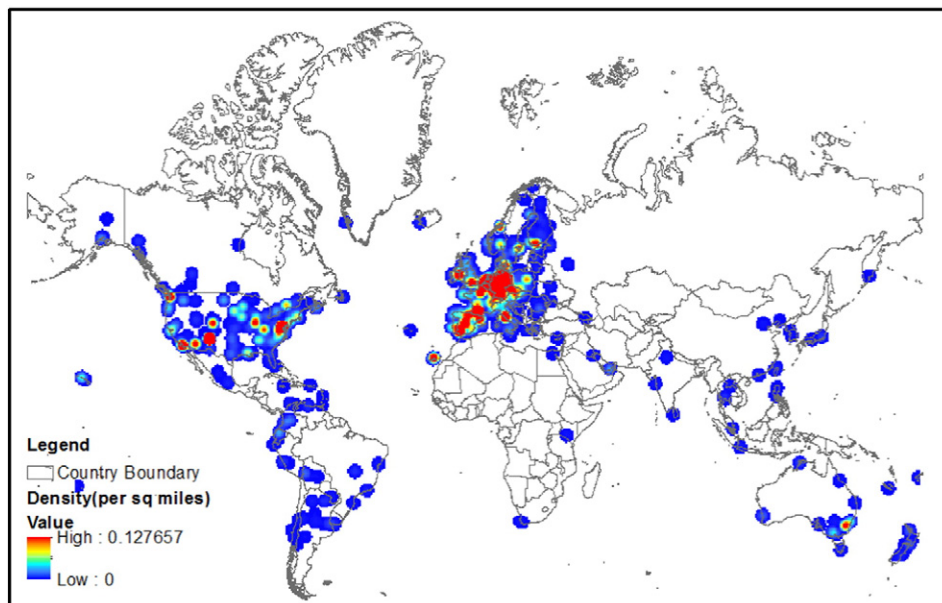 Legend
Country Boundary
Density(per sq miles)
Value
High : 0.127657
Low : 0